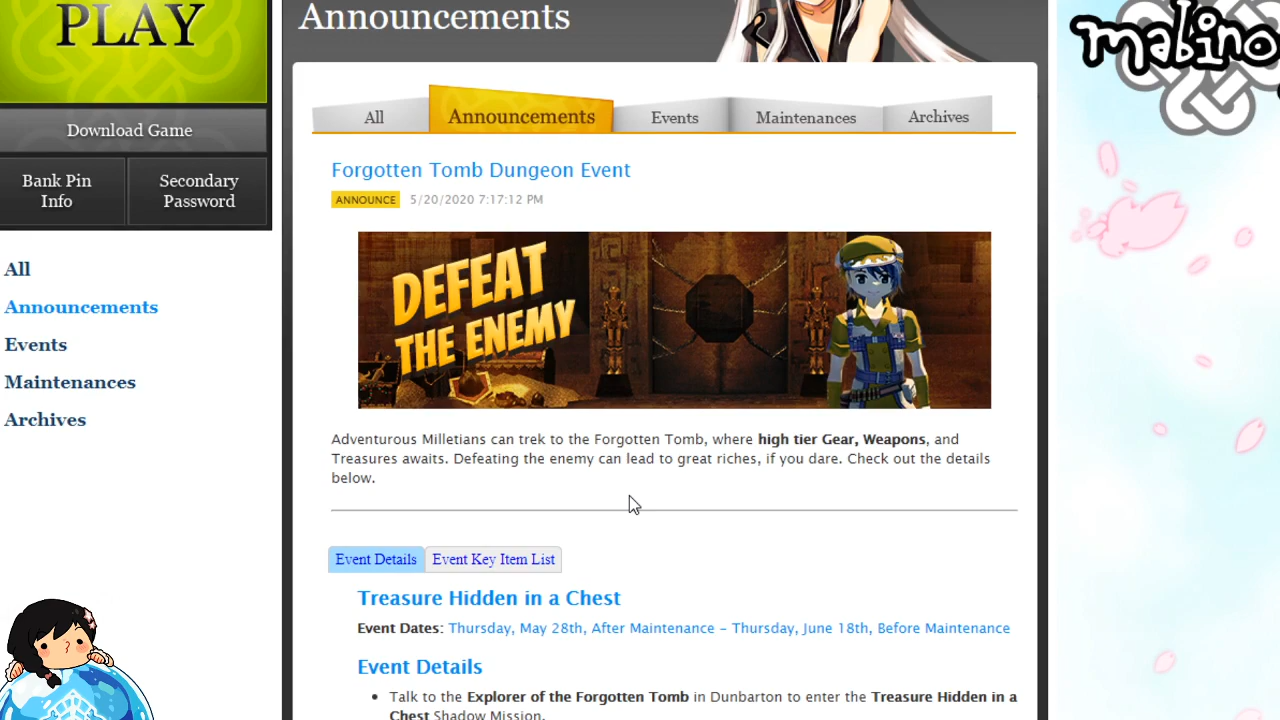 PLAY
Announcements
mabino
Download Game
Bank Pin Info
Secondary Password
All
Announcements
Events
Maintenances
Archives
All
Announcements
Events
Maintenances
Archives
Forgotten Tomb Dungeon Event
ANNOUNCE 5/20/2020 7:17:12 PM
DEFEAT
THE ENEMY
Adventurous Milletians can trek to the Forgotten Tomb, where high tier Gear, Weapons, and
Treasures awaits. Defeating the enemy can lead to great riches, if you dare. Check out the details
below.
Event Details
Event Key Item List
Treasure Hidden in a Chest
Event Dates: Thursday, May 28th, After Maintenance – Thursday, June 18th, Before Maintenance
Event Details
• Talk to the Explorer of the Forgotten Tomb in Dunbarton to enter the Treasure Hidden in a
Chest Shadow Mission.